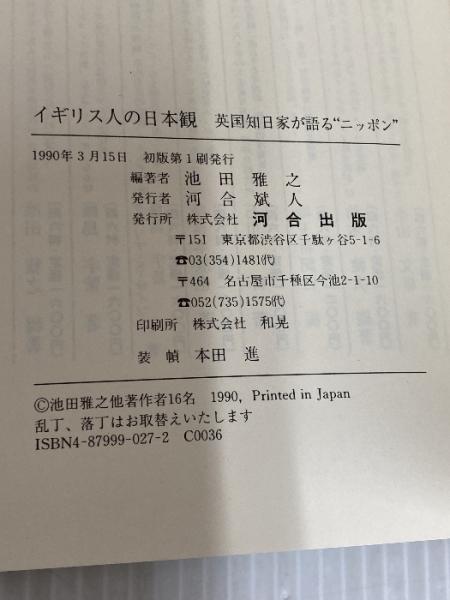 イギリス人の日本観　英国知日家が語る“ニッポン”
1990年3月15日　初版第1刷発行
編著者　池田雅之
発行者　河合斌人
発行所　株式会社　河合出版
〒151　東京都渋谷区千駄ヶ谷5-1-6
☎03(354)1481㈹
〒464　名古屋市千種区今池2-1-10
☎052(735)1575㈹
印刷所　株式会社　和晃
装　幀　本田　進
©池田雅之他著作者16名　1990, Printed in Japan
乱丁、落丁はお取替えいたします
ISBN4-87999-027-2　C0036